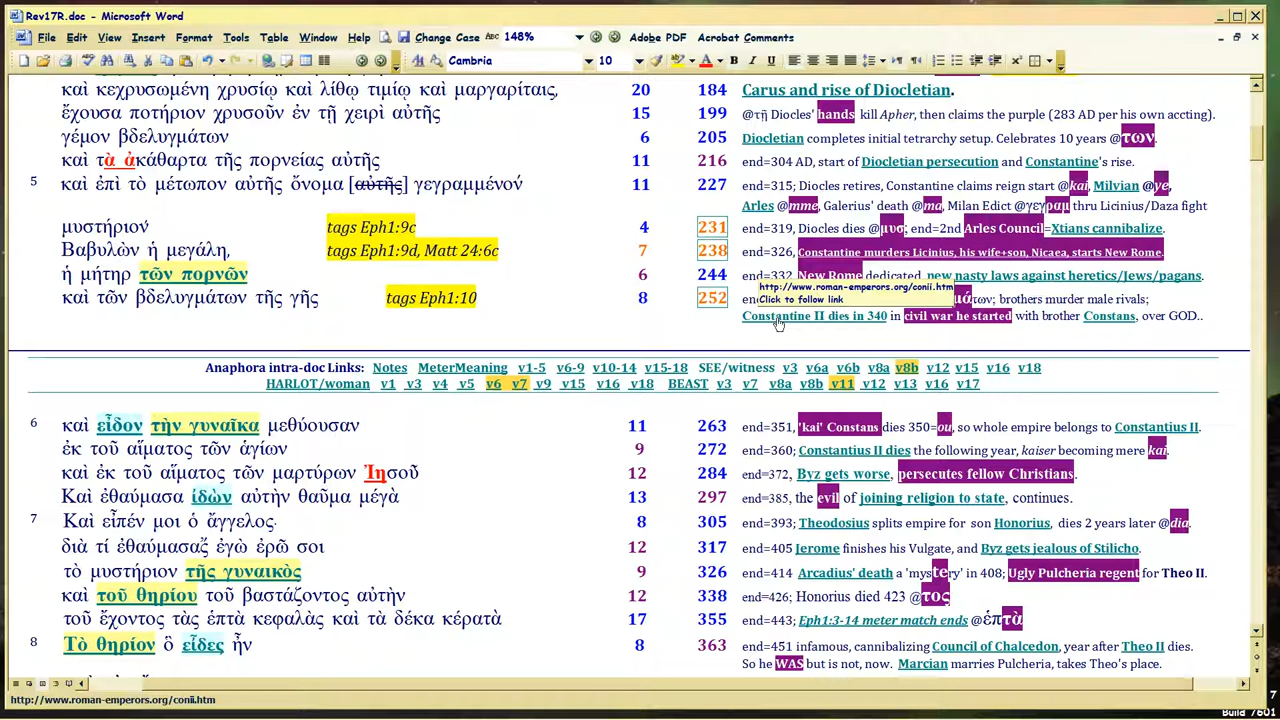 Rev17R.doc - Microsoft Word
File Edit View Insert Format Tools Table Window Help Change Case ABC 148% Adobe PDF Acrobat Comments
Cambria 10 B I U
καὶ κεχρυσωμένη χρυσίῳ καὶ λίθῳ τιμίῳ καὶ μαργαρίταις, 20 184 Carus and rise of Diocletian.
ἔχουσα ποτήριον χρυσοῦν ἐν τῇ χειρὶ αὐτῆς 15 199 @τῇ Diocles' hands kill Apher, then claims the purple (283 AD per his own accting).
γέμον βδελυγμάτων 6 205 Diocletian completes initial tetrarchy setup. Celebrates 10 years @των.
καὶ τὰ ἀκάθαρτα τῆς πορνείας αὐτῆς 11 216 end=304 AD, start of Diocletian persecution and Constantine's rise.
5 καὶ ἐπὶ τὸ μέτωπον αὐτῆς ὄνομα [αὐτῆς] γεγραμμένον 11 227 end=315; Diocles retires, Constantine claims reign start @kai, Milvian @ye,
Arles @mme, Galerius' death @ma, Milan Edict @γεγραμ thru Licinius/Daza fight
μυστήριον tags Eph1:9c 4 231 end=319, Diocles dies @μυσ; end=2nd Arles Council=Xtians cannibalize.
Βαβυλὼν ἡ μεγάλη, tags Eph1:9d, Matt 24:6c 7 238 end=326, Constantine murders Licinius, his wife+son, Nicaea, starts New Rome.
ἡ μήτηρ τῶν πορνῶν 6 244 end=332 New Rome dedicated, new nasty laws against heretics/Jews/pagans.
http://www.roman-emperors.org/conii.htm
Click to follow link
καὶ τῶν βδελυγμάτων τῆς γῆς tags Eph1:10 8 252 μάτων; brothers murder male rivals;
Constantine II dies in 340 in civil war he started with brother Constans, over GOD..
Anaphora intra-doc Links: Notes MeterMeaning v1-5 v6-9 v10-14 v15-18 SEE/witness v3 v6a v6b v8a v8b v12 v15 v16 v18
HARLOT/woman v1 v3 v4 v5 v6 v7 v9 v15 v16 v18 BEAST v3 v7 v8a v8b v11 v12 v13 v16 v17
6 καὶ εἶδον τὴν γυναῖκα μεθύουσαν 11 263 end=351, 'kai' Constans dies 350=ου, so whole empire belongs to Constantius II.
ἐκ τοῦ αἵματος τῶν ἁγίων 9 272 end=360; Constantius II dies the following year, kaiser becoming mere kai.
καὶ ἐκ τοῦ αἵματος τῶν μαρτύρων Ἰησοῦ 12 284 end=372, Byz gets worse, persecutes fellow Christians.
Καὶ ἐθαύμασα ἰδὼν αὐτὴν θαῦμα μέγὰ 13 297 end=385, the evil of joining religion to state, continues.
7 Καὶ εἶπέν μοι ὁ ἄγγελος· 8 305 end=393; Theodosius splits empire for son Honorius, dies 2 years later @dia.
διὰ τί ἐθαύμασας ἐγὼ ἐρῶ σοι 12 317 end=405 Jerome finishes his Vulgate, and Byz gets jealous of Stilicho.
τὸ μυστήριον τῆς γυναικὸς 9 326 end=414 Arcadius' death a 'mystery' in 408; Ugly Pulcheria regent for Theo II.
καὶ τοῦ θηρίου τοῦ βαστάζοντος αὐτὴν 12 338 end=426; Honorius died 423 @τος
τοῦ ἔχοντος τὰς ἑπτὰ κεφαλὰς καὶ τὰ δέκα κέρατὰ 17 355 end=443; Eph1:3-14 meter match ends @ἑπτὰ
8 Τὸ θηρίον ὃ εἶδες ἦν 8 363 end=451 infamous, cannibalizing Council of Chalcedon, year after Theo II dies.
So he WAS but is not, now. Marcian marries Pulcheria, takes Theo's place.
http://www.roman-emperors.org/conii.htm
7
Build 7601